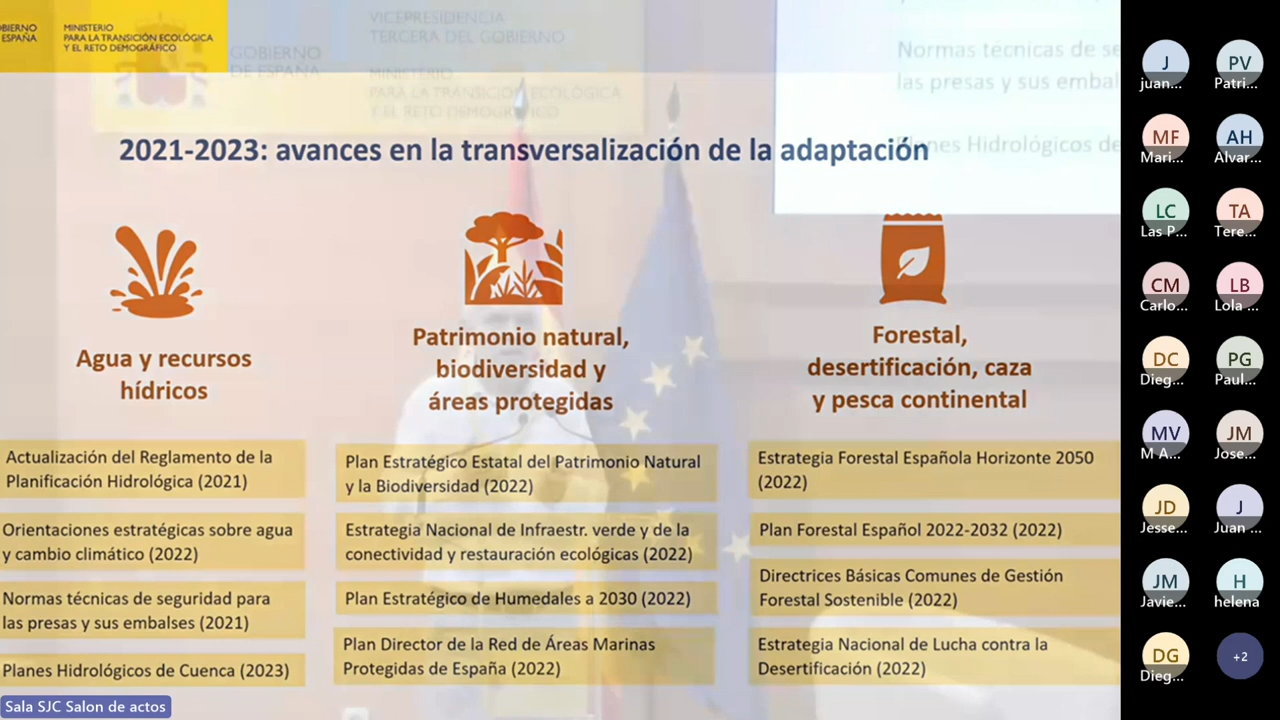 GOBIERNO
DE ESPAÑA
VICEPRESIDENCIA
TERCERA DEL GOBIERNO
MINISTERIO
PARA LA TRANSICIÓN ECOLÓGICA
Y EL RETO DEMOGRÁFICO
BIERNO
ESPAÑA
MINISTERIO
PARA LA TRANSICIÓN ECOLÓGICA
Y EL RETO DEMOGRÁFICO
Normas técnicas de se
las presas y sus embal
Hidrológicos de
2021-2023: avances en la transversalización de la adaptación
Agua y recursos
hídricos
Actualización del Reglamento de la
Planificación Hidrológica (2021)
Orientaciones estratégicas sobre agua
y cambio climático (2022)
Normas técnicas de seguridad para
las presas y sus embalses (2021)
Planes Hidrológicos de Cuenca (2023)
Patrimonio natural,
biodiversidad y
áreas protegidas
Plan Estratégico Estatal del Patrimonio Natural
y la Biodiversidad (2022)
Estrategia Nacional de Infraestr. verde y de la
conectividad y restauración ecológicas (2022)
Plan Estratégico de Humedales a 2030 (2022)
Plan Director de la Red de Áreas Marinas
Protegidas de España (2022)
Forestal,
desertificación, caza
y pesca continental
Estrategia Forestal Española Horizonte 2050
(2022)
Plan Forestal Español 2022-2032 (2022)
Directrices Básicas Comunes de Gestión
Forestal Sostenible (2022)
Estrategia Nacional de Lucha contra la
Desertificación (2022)
Sala SJC Salon de actos
J
juan...
PV
Patri...
MF
Mari...
AH
Alvar...
LC
Las P...
TA
Tere...
CM
Carlo...
LB
Lola ...
DC
Dieg...
PG
Paul...
MV
M A...
JM
Jose...
JD
Jesse...
J
Juan ...
JM
Javie...
H
helena
DG
Dieg...
+2